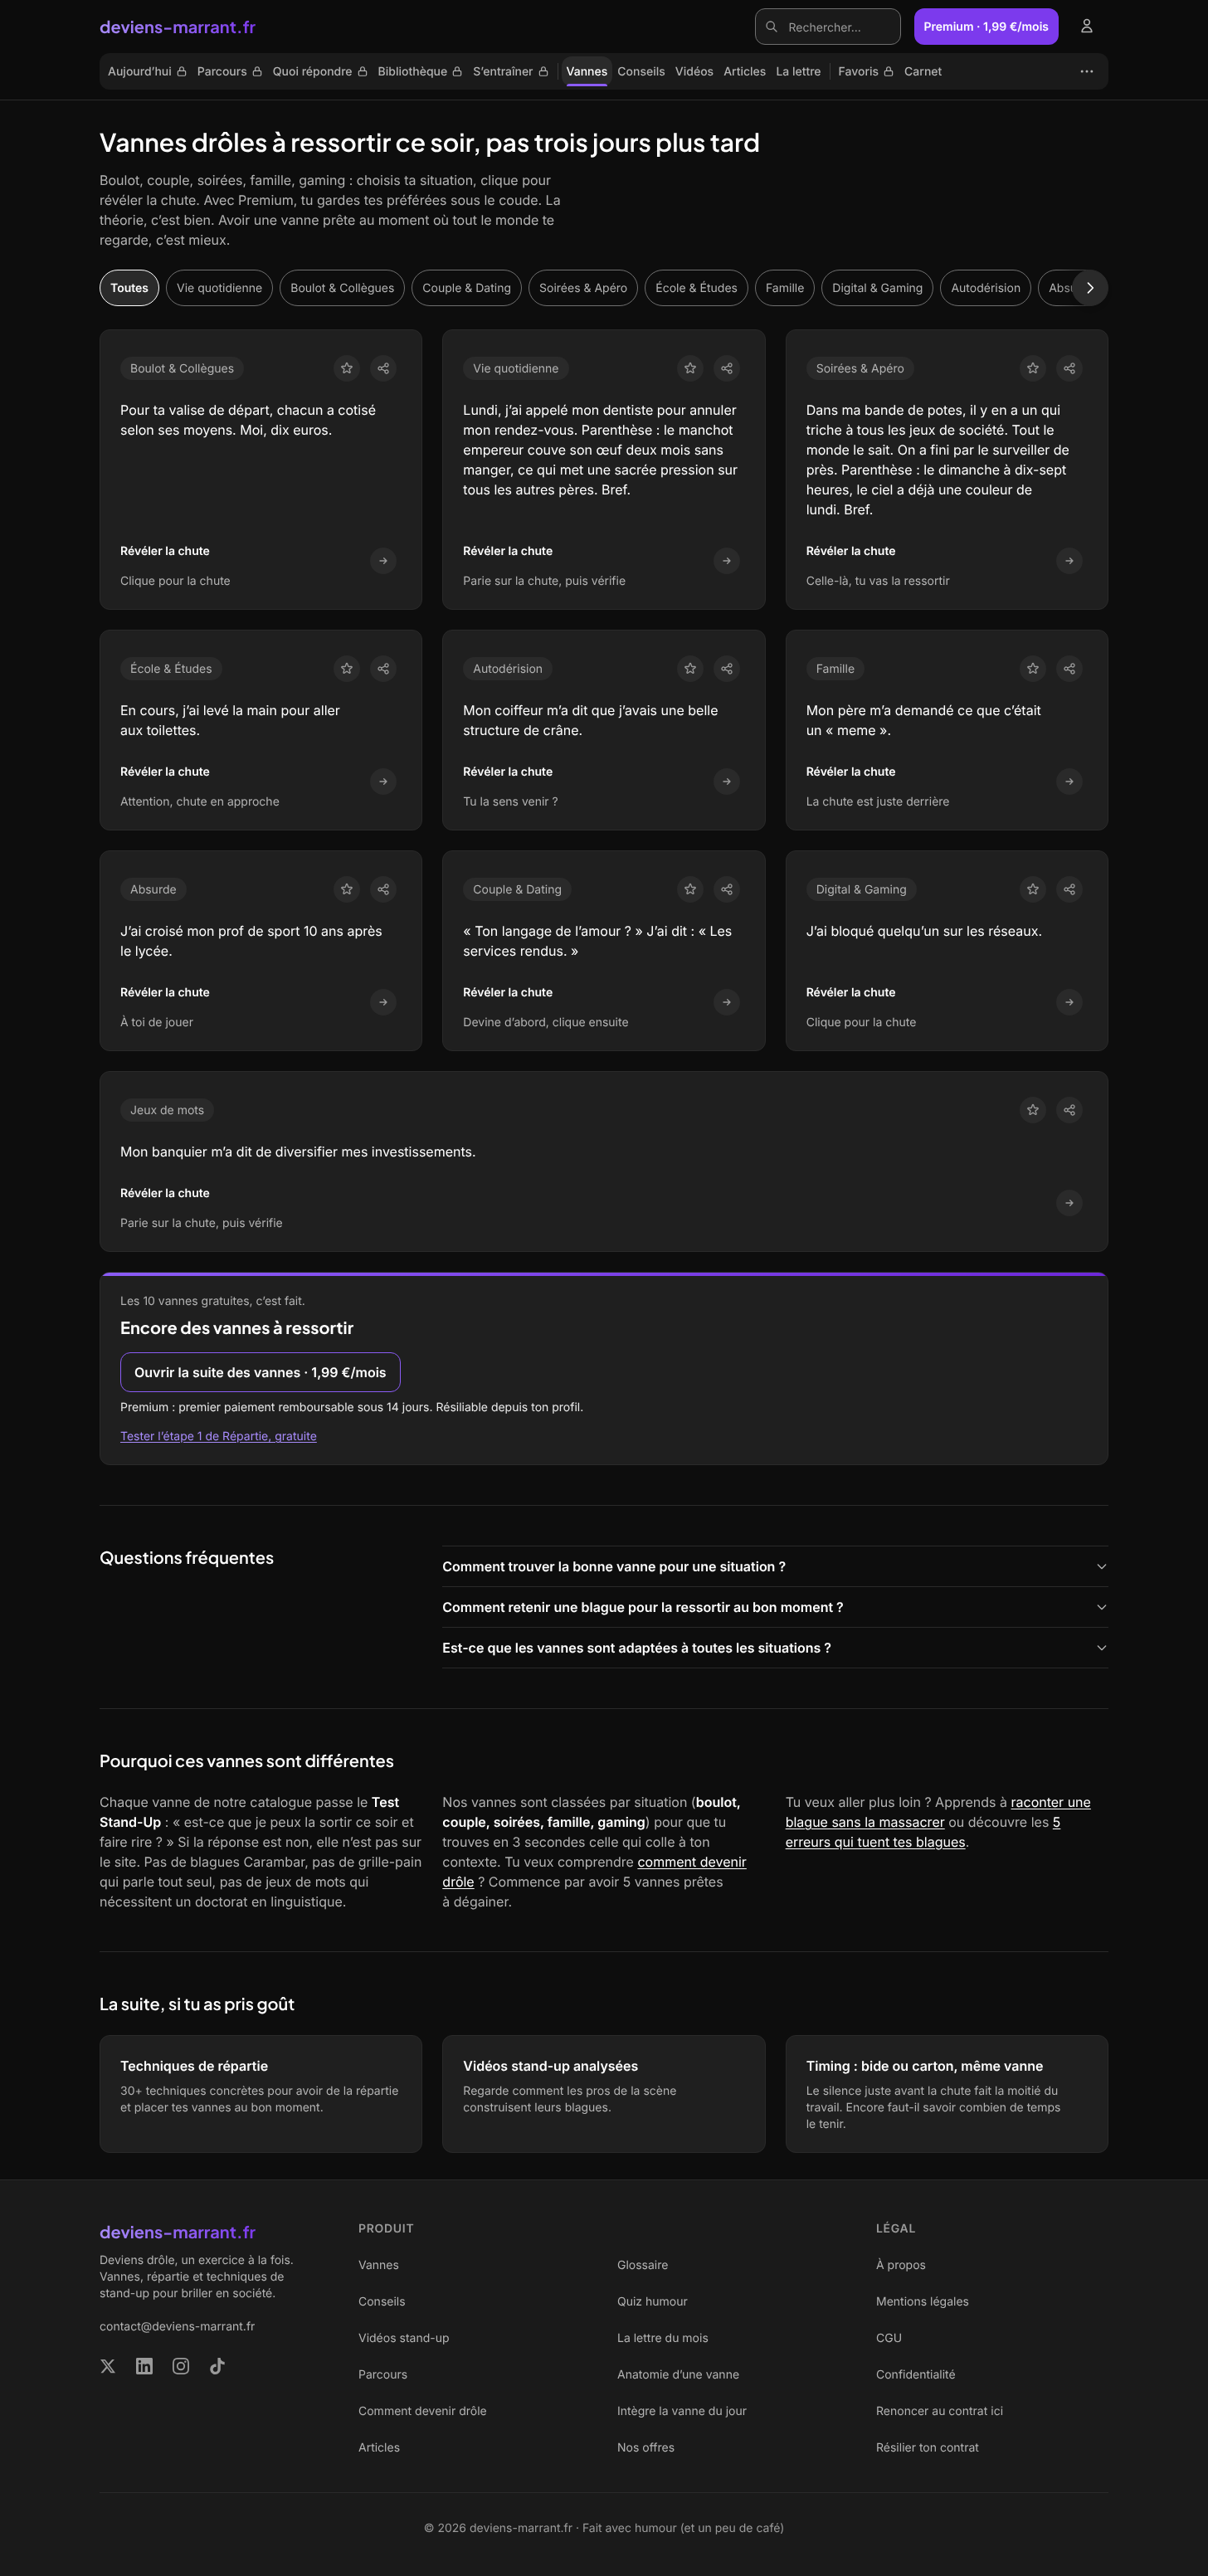 deviens-marrant.fr
Rechercher...
Premium · 1,99 €/mois
Aujourd’hui
Parcours
Quoi répondre
Bibliothèque
S’entraîner
Vannes
Conseils
Vidéos
Articles
La lettre
Favoris
Carnet
Vannes drôles à ressortir ce soir, pas trois jours plus tard
Boulot, couple, soirées, famille, gaming : choisis ta situation, clique pour
révéler la chute. Avec Premium, tu gardes tes préférées sous le coude. La
théorie, c’est bien. Avoir une vanne prête au moment où tout le monde te
regarde, c’est mieux.
Toutes
Vie quotidienne
Boulot & Collègues
Couple & Dating
Soirées & Apéro
École & Études
Famille
Digital & Gaming
Autodérision
Absu
Boulot & Collègues
Pour ta valise de départ, chacun a cotisé
selon ses moyens. Moi, dix euros.
Révéler la chute
Clique pour la chute
Vie quotidienne
Lundi, j’ai appelé mon dentiste pour annuler
mon rendez-vous. Parenthèse : le manchot
empereur couve son œuf deux mois sans
manger, ce qui met une sacrée pression sur
tous les autres pères. Bref.
Révéler la chute
Parie sur la chute, puis vérifie
Soirées & Apéro
Dans ma bande de potes, il y en a un qui
triche à tous les jeux de société. Tout le
monde le sait. On a fini par le surveiller de
près. Parenthèse : le dimanche à dix-sept
heures, le ciel a déjà une couleur de
lundi. Bref.
Révéler la chute
Celle-là, tu vas la ressortir
École & Études
En cours, j’ai levé la main pour aller
aux toilettes.
Révéler la chute
Attention, chute en approche
Autodérision
Mon coiffeur m’a dit que j’avais une belle
structure de crâne.
Révéler la chute
Tu la sens venir ?
Famille
Mon père m’a demandé ce que c’était
un « meme ».
Révéler la chute
La chute est juste derrière
Absurde
J’ai croisé mon prof de sport 10 ans après
le lycée.
Révéler la chute
À toi de jouer
Couple & Dating
« Ton langage de l’amour ? » J’ai dit : « Les
services rendus. »
Révéler la chute
Devine d’abord, clique ensuite
Digital & Gaming
J’ai bloqué quelqu’un sur les réseaux.
Révéler la chute
Clique pour la chute
Jeux de mots
Mon banquier m’a dit de diversifier mes investissements.
Révéler la chute
Parie sur la chute, puis vérifie
Les 10 vannes gratuites, c’est fait.
Encore des vannes à ressortir
Ouvrir la suite des vannes · 1,99 €/mois
Premium : premier paiement remboursable sous 14 jours. Résiliable depuis ton profil.
Tester l’étape 1 de Répartie, gratuite
Questions fréquentes
Comment trouver la bonne vanne pour une situation ?
Comment retenir une blague pour la ressortir au bon moment ?
Est-ce que les vannes sont adaptées à toutes les situations ?
Pourquoi ces vannes sont différentes
Chaque vanne de notre catalogue passe le Test
Stand-Up : « est-ce que je peux la sortir ce soir et
faire rire ? » Si la réponse est non, elle n’est pas sur
le site. Pas de blagues Carambar, pas de grille-pain
qui parle tout seul, pas de jeux de mots qui
nécessitent un doctorat en linguistique.
Nos vannes sont classées par situation (boulot,
couple, soirées, famille, gaming) pour que tu
trouves en 3 secondes celle qui colle à ton
contexte. Tu veux comprendre comment devenir
drôle ? Commence par avoir 5 vannes prêtes
à dégainer.
Tu veux aller plus loin ? Apprends à raconter une
blague sans la massacrer ou découvre les 5
erreurs qui tuent tes blagues.
La suite, si tu as pris goût
Techniques de répartie
30+ techniques concrètes pour avoir de la répartie
et placer tes vannes au bon moment.
Vidéos stand-up analysées
Regarde comment les pros de la scène
construisent leurs blagues.
Timing : bide ou carton, même vanne
Le silence juste avant la chute fait la moitié du
travail. Encore faut-il savoir combien de temps
le tenir.
deviens-marrant.fr
Deviens drôle, un exercice à la fois.
Vannes, répartie et techniques de
stand-up pour briller en société.
contact@deviens-marrant.fr
PRODUIT
Vannes
Conseils
Vidéos stand-up
Parcours
Comment devenir drôle
Articles
Glossaire
Quiz humour
La lettre du mois
Anatomie d’une vanne
Intègre la vanne du jour
Nos offres
LÉGAL
À propos
Mentions légales
CGU
Confidentialité
Renoncer au contrat ici
Résilier ton contrat
© 2026 deviens-marrant.fr · Fait avec humour (et un peu de café)